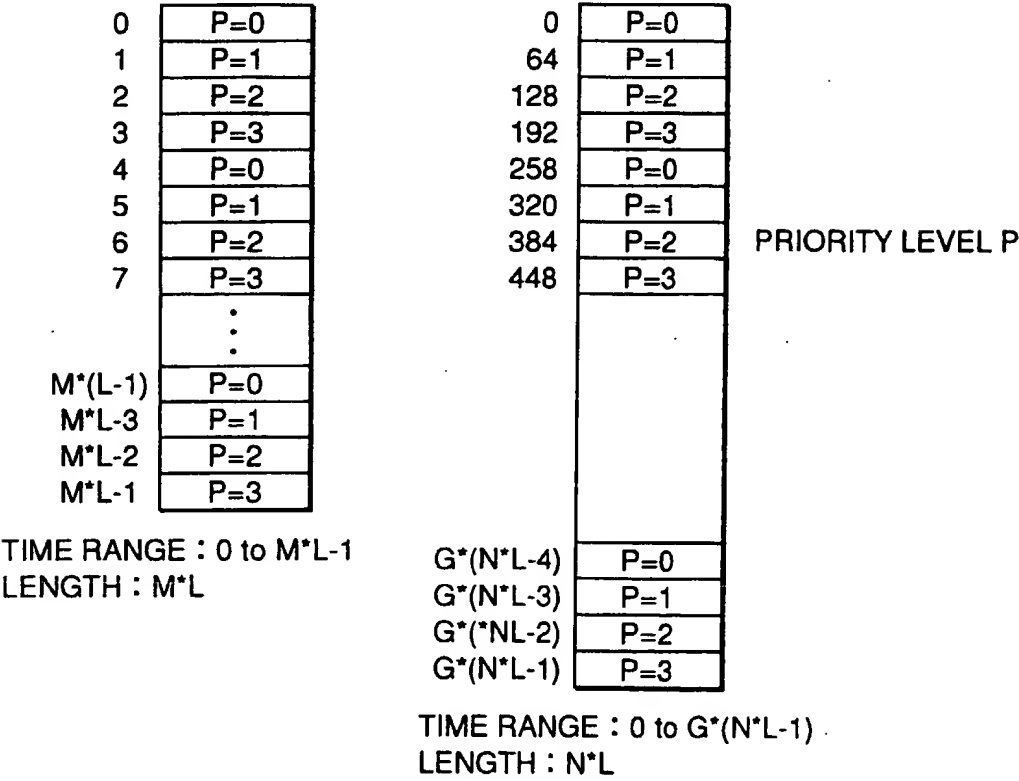 0 P=0
1 P=1
2 P=2
3 P=3
4 P=0
5 P=1
6 P=2
7 P=3
M*(L-1) P=0
M*L-3 P=1
M*L-2 P=2
M*L-1 P=3
TIME RANGE : 0 to M*L-1
LENGTH : M*L
0 P=0
64 P=1
128 P=2
192 P=3
258 P=0
320 P=1
384 P=2
448 P=3
PRIORITY LEVEL P
G*(N*L-4) P=0
G*(N*L-3) P=1
G*(*NL-2) P=2
G*(N*L-1) P=3
TIME RANGE : 0 to G*(N*L-1)
LENGTH : N*L